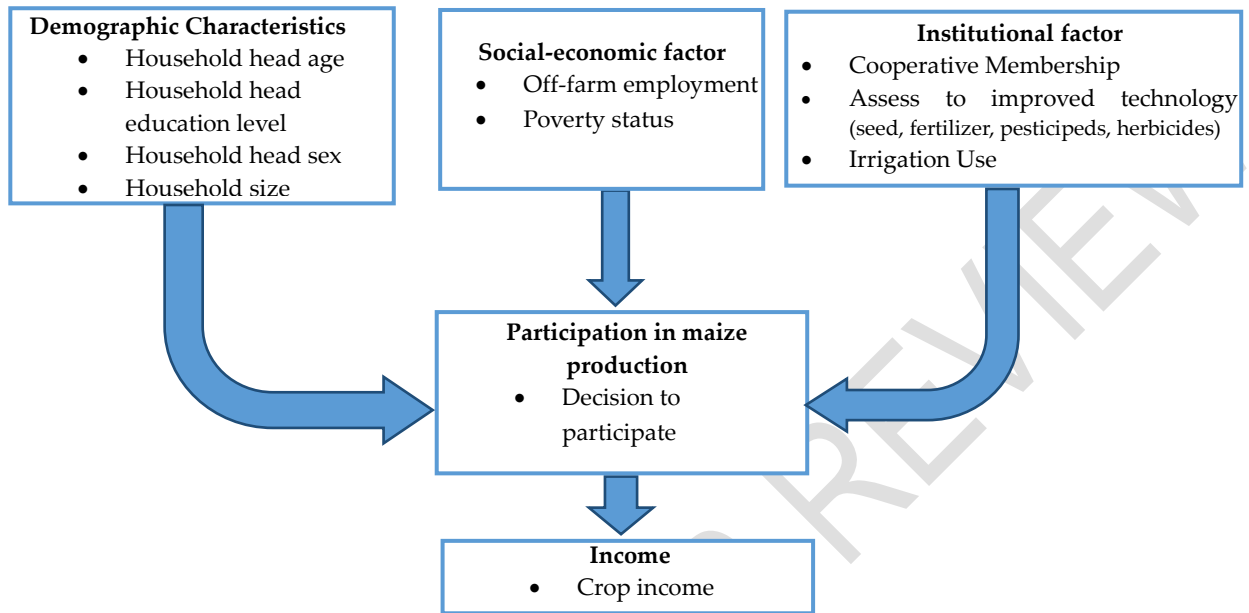 Demographic Characteristics
• Household head age
• Household head
education level
• Household head sex
• Household size
Social-economic factor
• Off-farm employment
• Poverty status
Institutional factor
• Cooperative Membership
• Assess to improved technology
(seed, fertilizer, pesticipeds, herbicides)
• Irrigation Use
Participation in maize
production
• Decision to
participate
Income
• Crop income
REVIEW